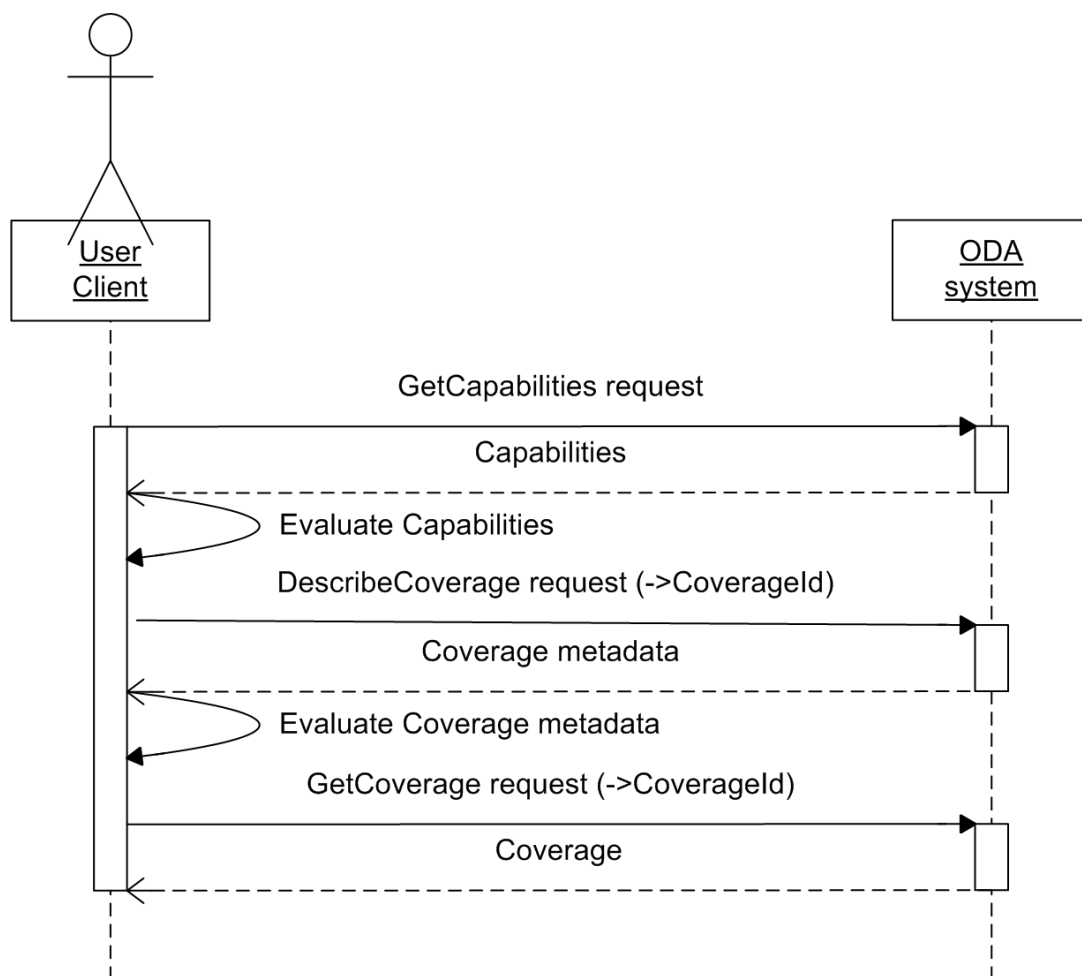 User
Client
ODA
system
GetCapabilities request
Capabilities
Evaluate Capabilities
DescribeCoverage request (->CoverageId)
Coverage metadata
Evaluate Coverage metadata
GetCoverage request (->CoverageId)
Coverage